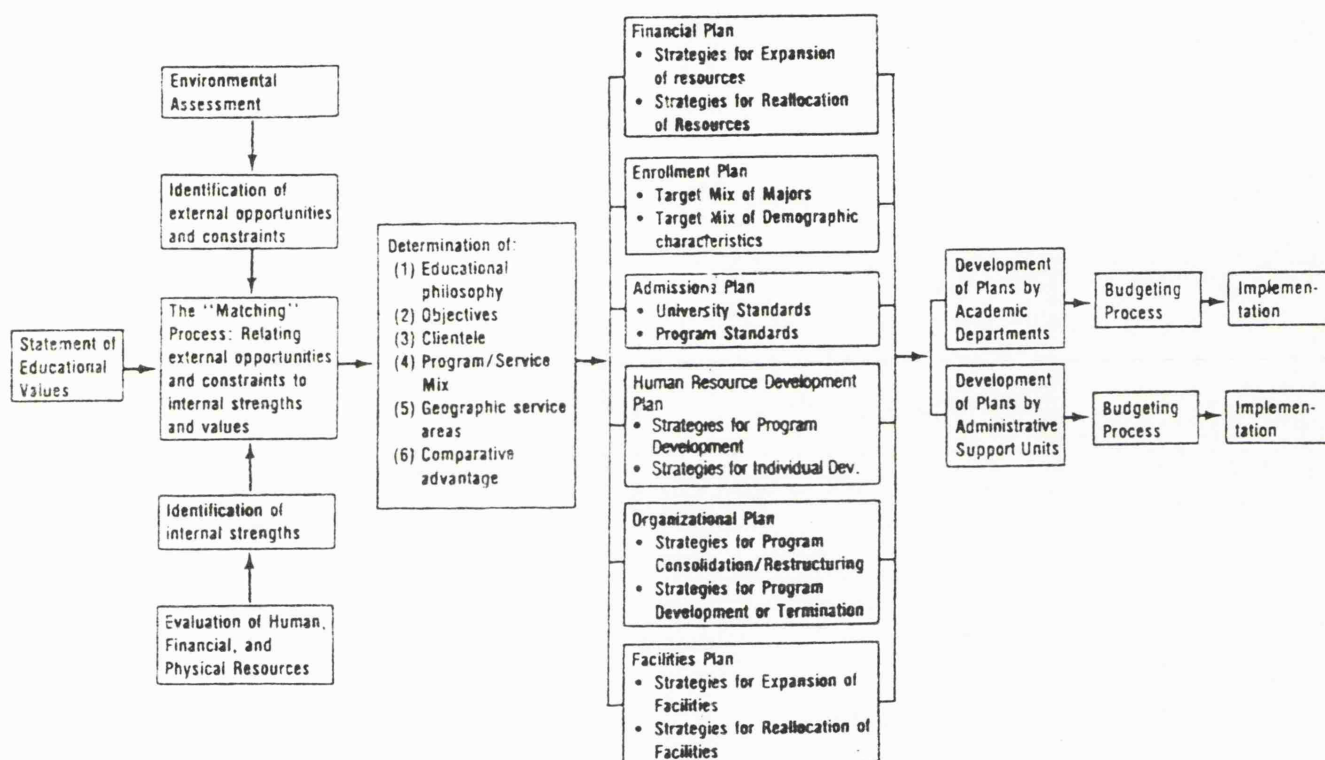 Environmental
Assessment
Identification of
external opportunities
and constraints
Statement of
Educational
Values
The "Matching"
Process: Relating
external opportunities
and constraints to
internal strengths
and values
Identification of
internal strengths
Evaluation of Human,
Financial, and
Physical Resources
Determination of:
(1) Educational
philosophy
(2) Objectives
(3) Clientele
(4) Program/Service
Mix
(5) Geographic service
areas
(6) Comparative
advantage
Financial Plan
• Strategies for Expansion
of resources
• Strategies for Reallocation
of Resources
Enrollment Plan
• Target Mix of Majors
• Target Mix of Demographic
characteristics
Admissions Plan
• University Standards
• Program Standards
Human Resource Development
Plan
• Strategies for Program
Development
• Strategies for Individual Dev.
Organizational Plan
• Strategies for Program
Consolidation/Restructuring
• Strategies for Program
Development or Termination
Facilities Plan
• Strategies for Expansion of
Facilities
• Strategies for Reallocation of
Facilities
Development
of Plans by
Academic
Departments
Budgeting
Process
Implemen-
tation
Development
of Plans by
Administrative
Support Units
Budgeting
Process
Implemen-
tation